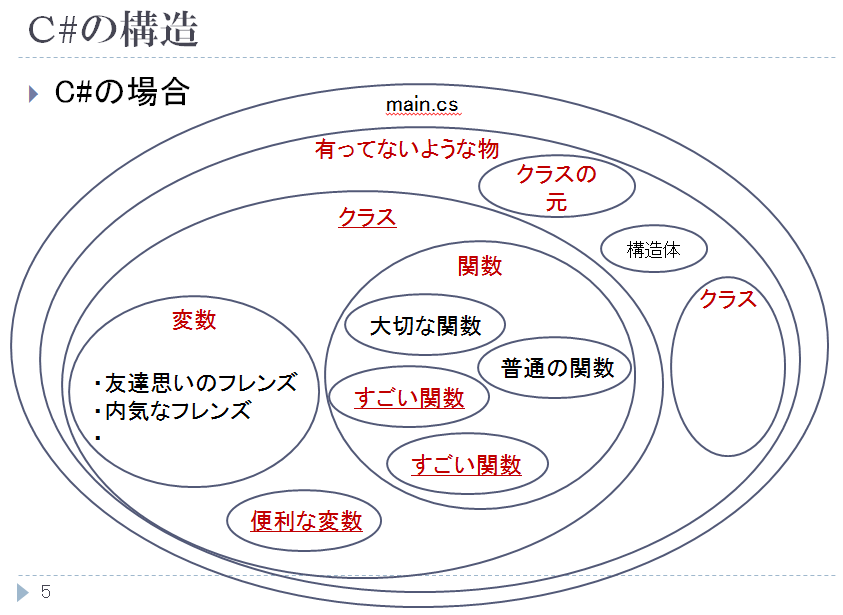 C#の構造
C#の場合
main.cs
有ってないような物
クラスの
元
クラス
構造体
関数
クラス
変数
大切な関数
普通の関数
・友達思いのフレンズ
・内気なフレンズ
・
すごい関数
すごい関数
便利な変数
5